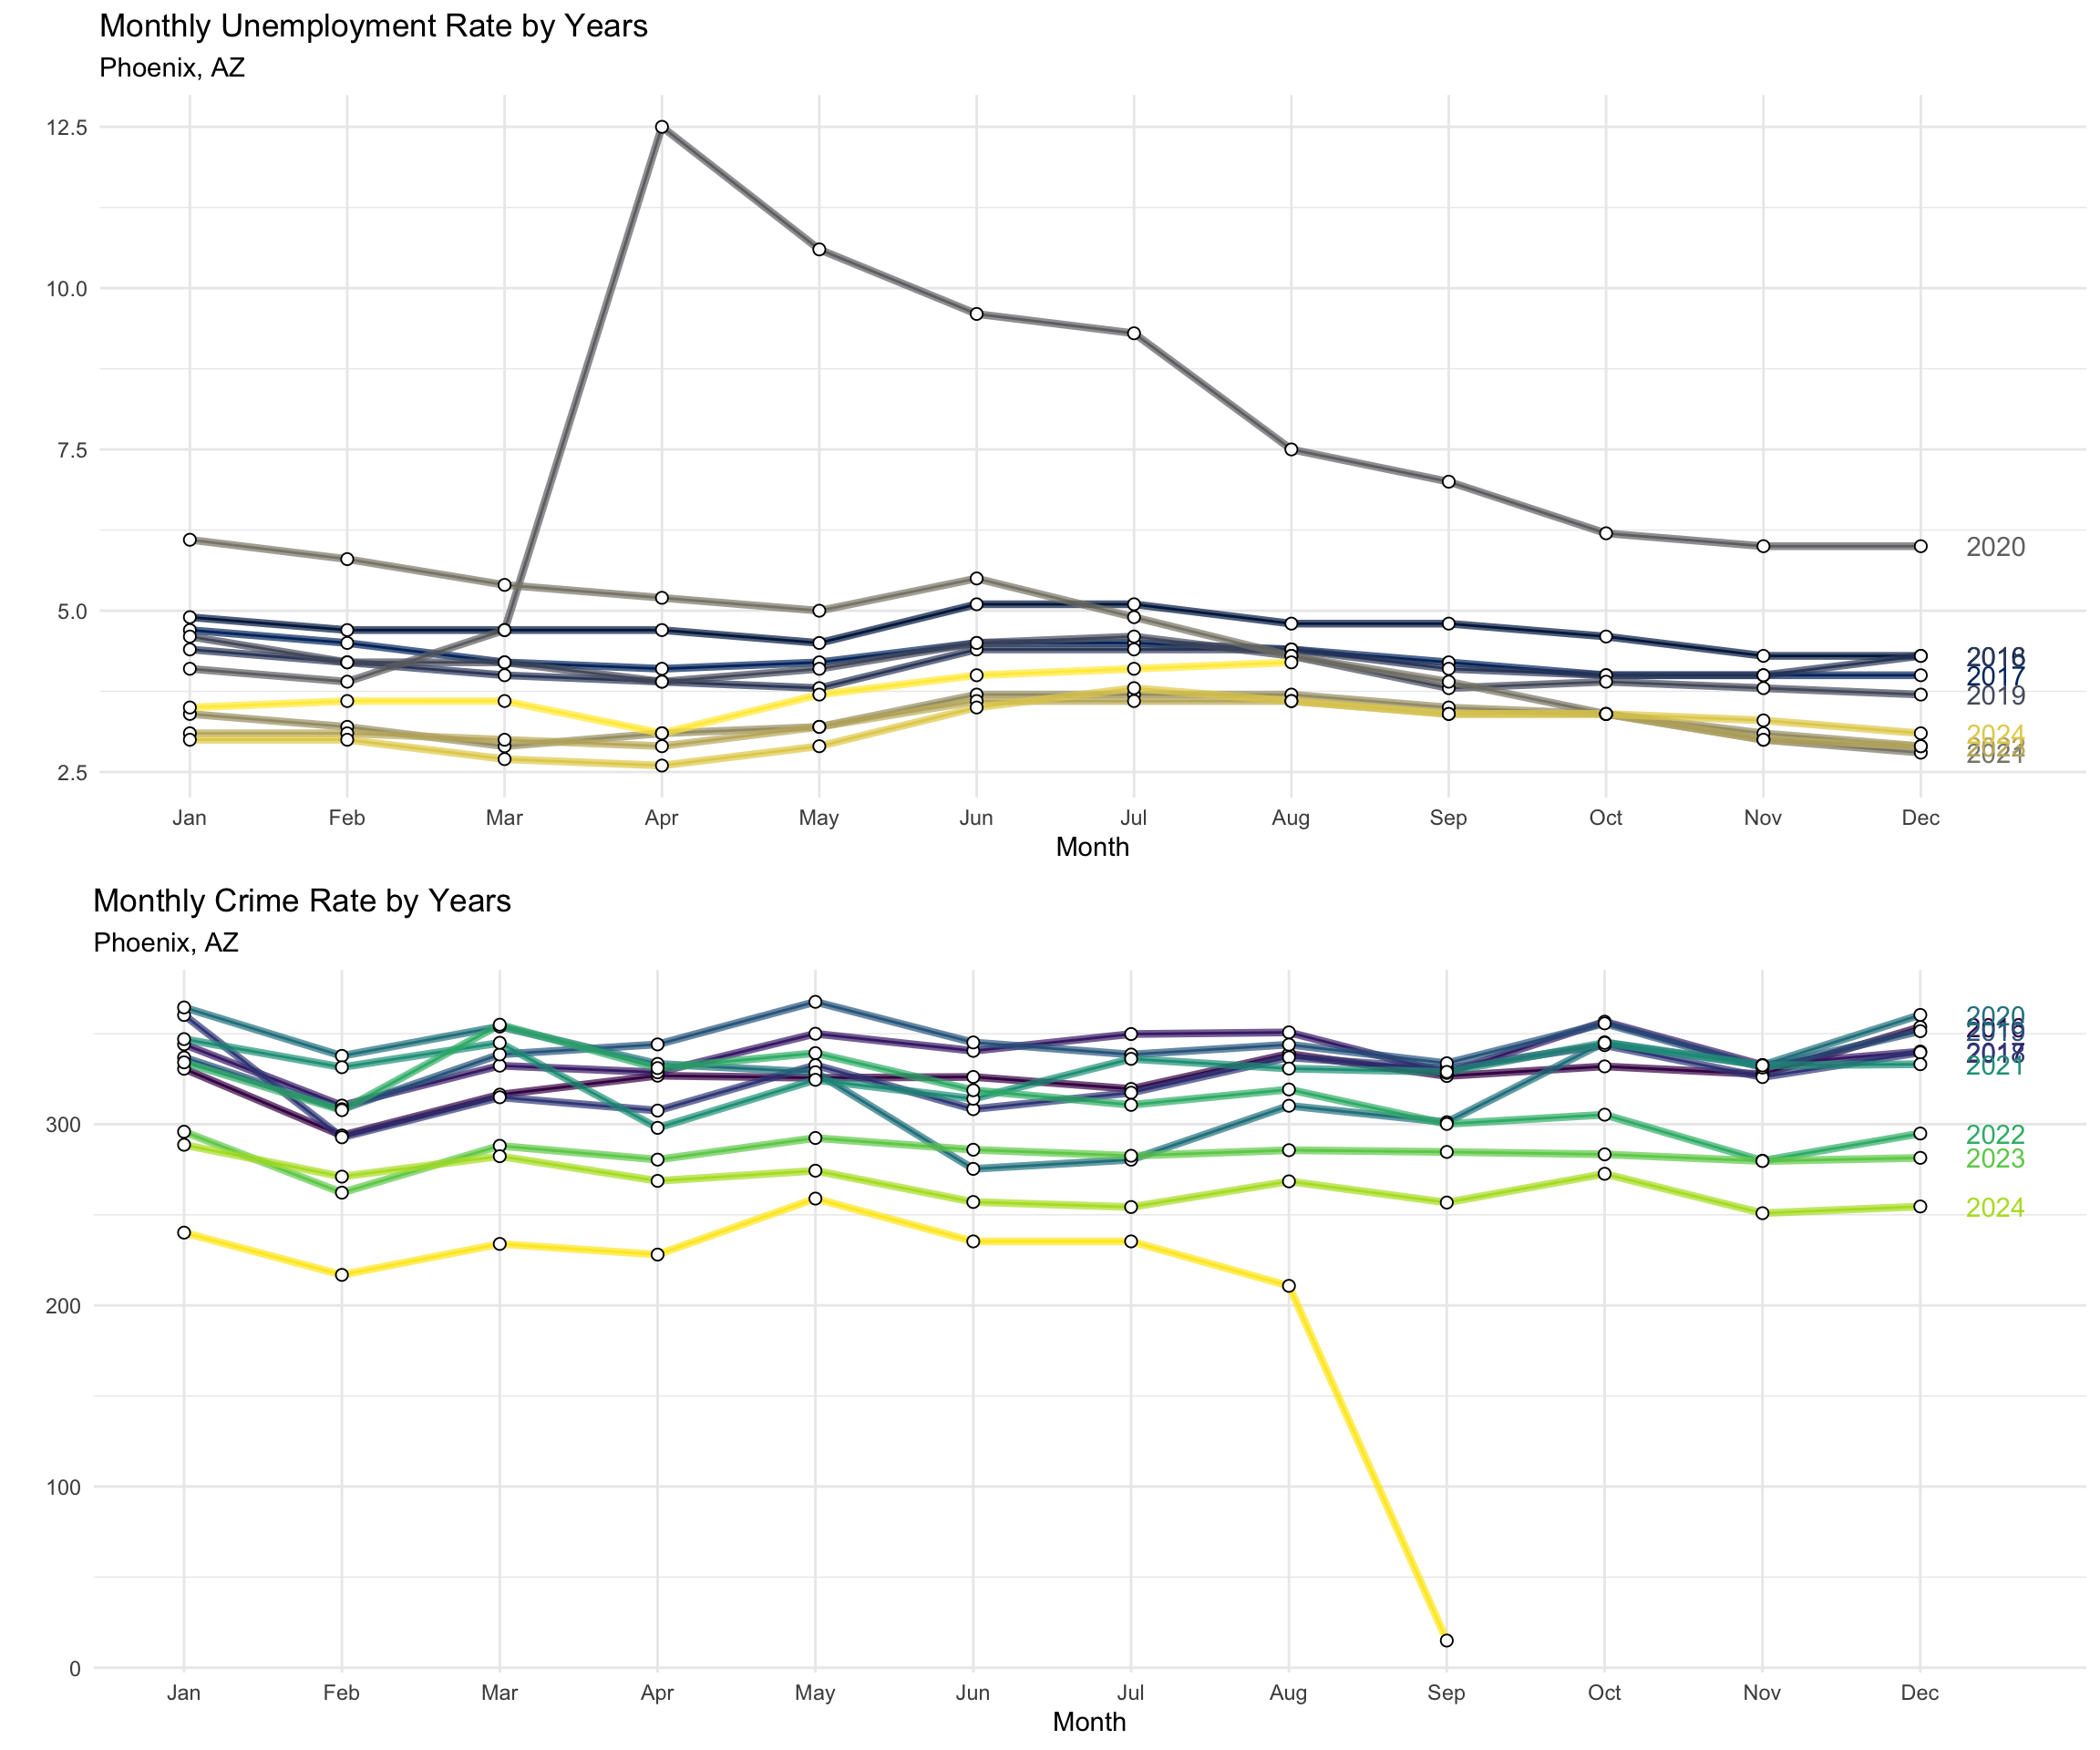 Monthly Unemployment Rate by Years
Phoenix, AZ
12.5
10.0
7.5
5.0
2.5
2020
2017
2019
2024
2021
Jan Feb Mar Apr May Jun Jul Aug Sep Oct Nov Dec
Month
Monthly Crime Rate by Years
Phoenix, AZ
300
200
100
0
2020
2019
2017
2021
2022
2023
2024
Jan Feb Mar Apr May Jun Jul Aug Sep Oct Nov Dec
Month